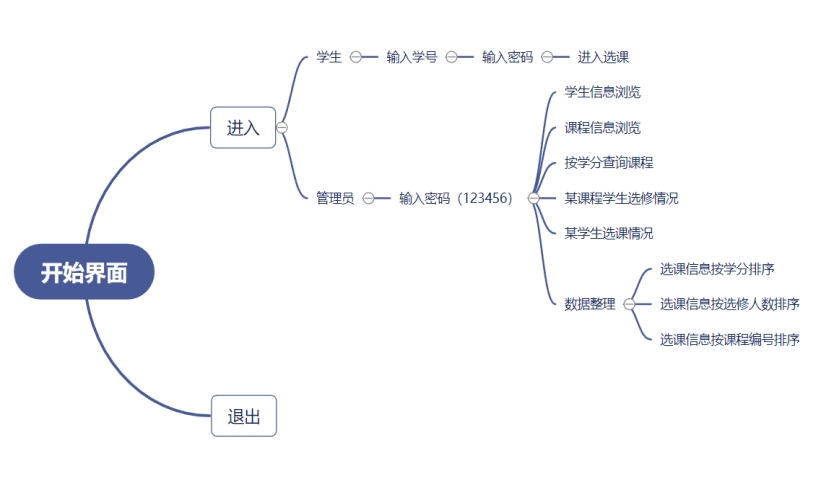 开始界面
进入
学生
输入学号
输入密码
进入选课
管理员
输入密码（123456）
学生信息浏览
课程信息浏览
按学分查询课程
某课程学生选修情况
某学生选课情况
数据整理
选课信息按学分排序
选课信息按选修人数排序
选课信息按课程编号排序
退出